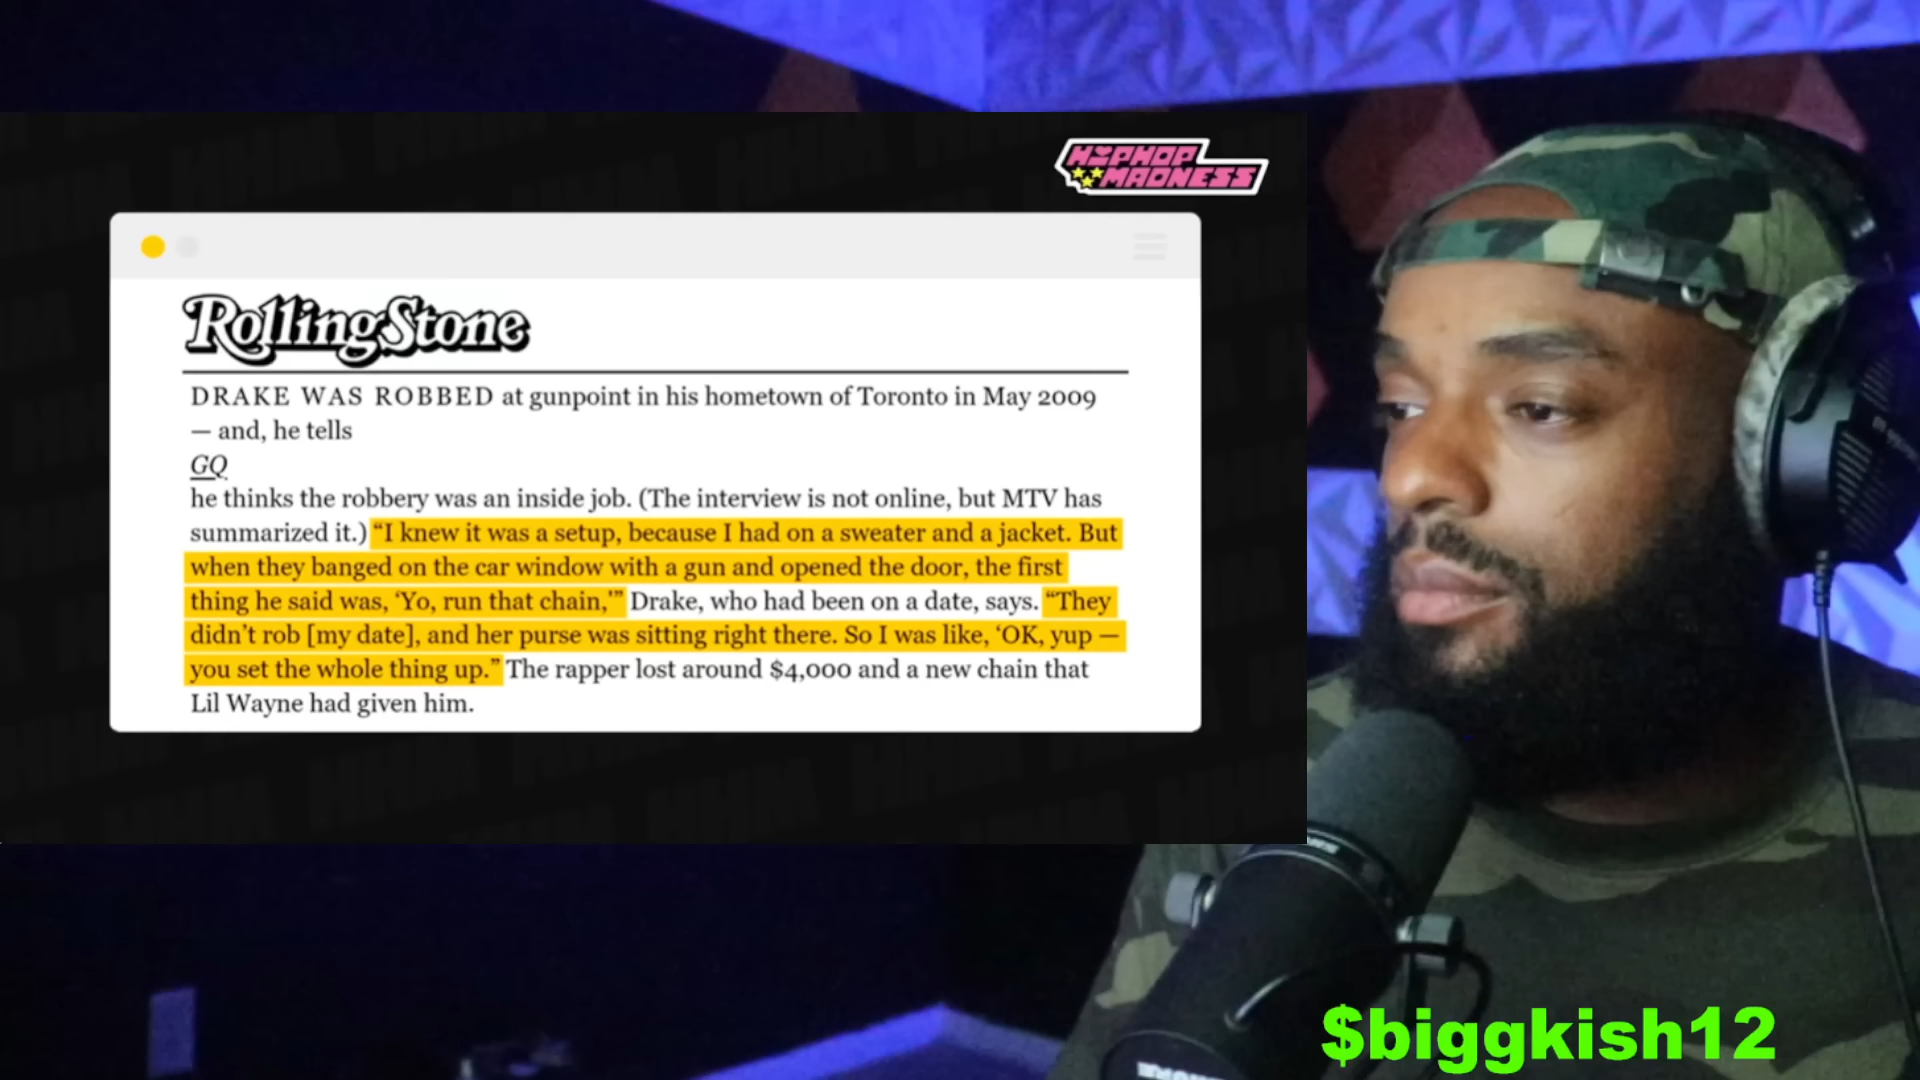 HIPHOP
MADNESS
RollingStone
DRAKE WAS ROBBED at gunpoint in his hometown of Toronto in May 2009
— and, he tells
GQ
he thinks the robbery was an inside job. (The interview is not online, but MTV has
summarized it.) “I knew it was a setup, because I had on a sweater and a jacket. But
when they banged on the car window with a gun and opened the door, the first
thing he said was, ‘Yo, run that chain,’” Drake, who had been on a date, says. “They
didn’t rob [my date], and her purse was sitting right there. So I was like, ‘OK, yup —
you set the whole thing up.” The rapper lost around $4,000 and a new chain that
Lil Wayne had given him.
$biggkish12